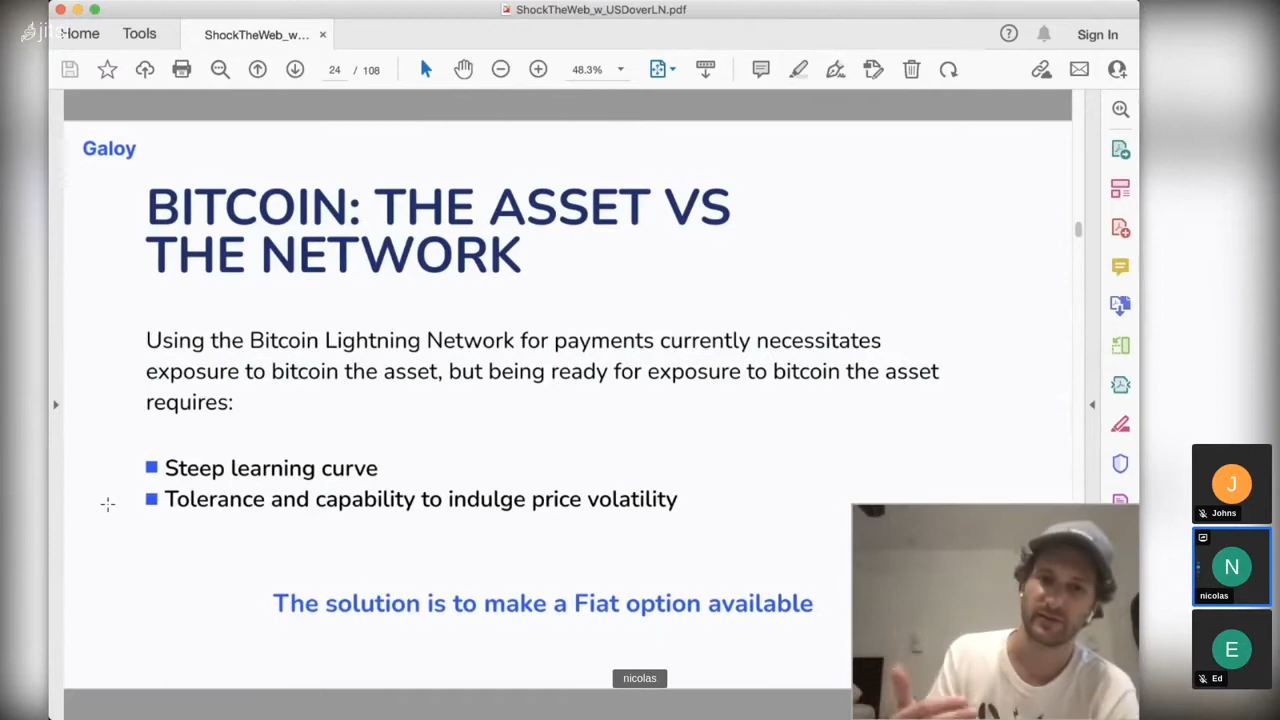 ShockTheWeb_w_USDoverLN.pdf
jit
Home
Tools
ShockTheWeb_w...
Sign In
24 / 108
48.3%
Galoy
BITCOIN: THE ASSET VS
THE NETWORK
Using the Bitcoin Lightning Network for payments currently necessitates
exposure to bitcoin the asset, but being ready for exposure to bitcoin the asset
requires:
Steep learning curve
Tolerance and capability to indulge price volatility
The solution is to make a Fiat option available
nicolas
J
Johns
N
nicolas
E
Ed